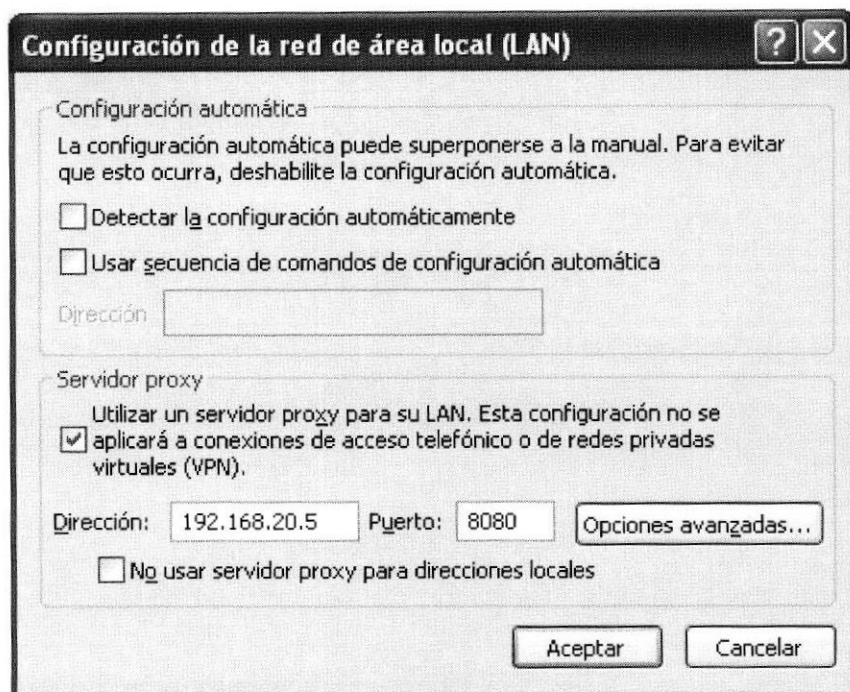 Configuración de la red de área local (LAN)
Configuración automática
La configuración automática puede superponerse a la manual. Para evitar
que esto ocurra, deshabilite la configuración automática.
Detectar la configuración automáticamente
Usar secuencia de comandos de configuración automática
Dirección
Servidor proxy
Utilizar un servidor proxy para su LAN. Esta configuración no se
aplicará a conexiones de acceso telefónico o de redes privadas
virtuales (VPN).
Dirección: 192.168.20.5 Puerto: 8080 Opciones avanzadas...
No usar servidor proxy para direcciones locales
Aceptar Cancelar